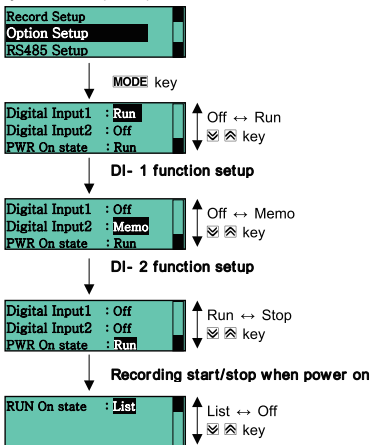 Record Setup
Option Setup
RS485 Setup
MODE key
Digital Input1 : Run
Digital Input2 : Off
PWR On state : Run
Off ↔ Run
key
DI- 1 function setup
Digital Input1 : Off
Digital Input2 : Memo
PWR On state : Run
Off ↔ Memo
key
DI- 2 function setup
Digital Input1 : Off
Digital Input2 : Off
PWR On state : Run
Run ↔ Stop
key
Recording start/stop when power on
RUN On state : List
List ↔ Off
key